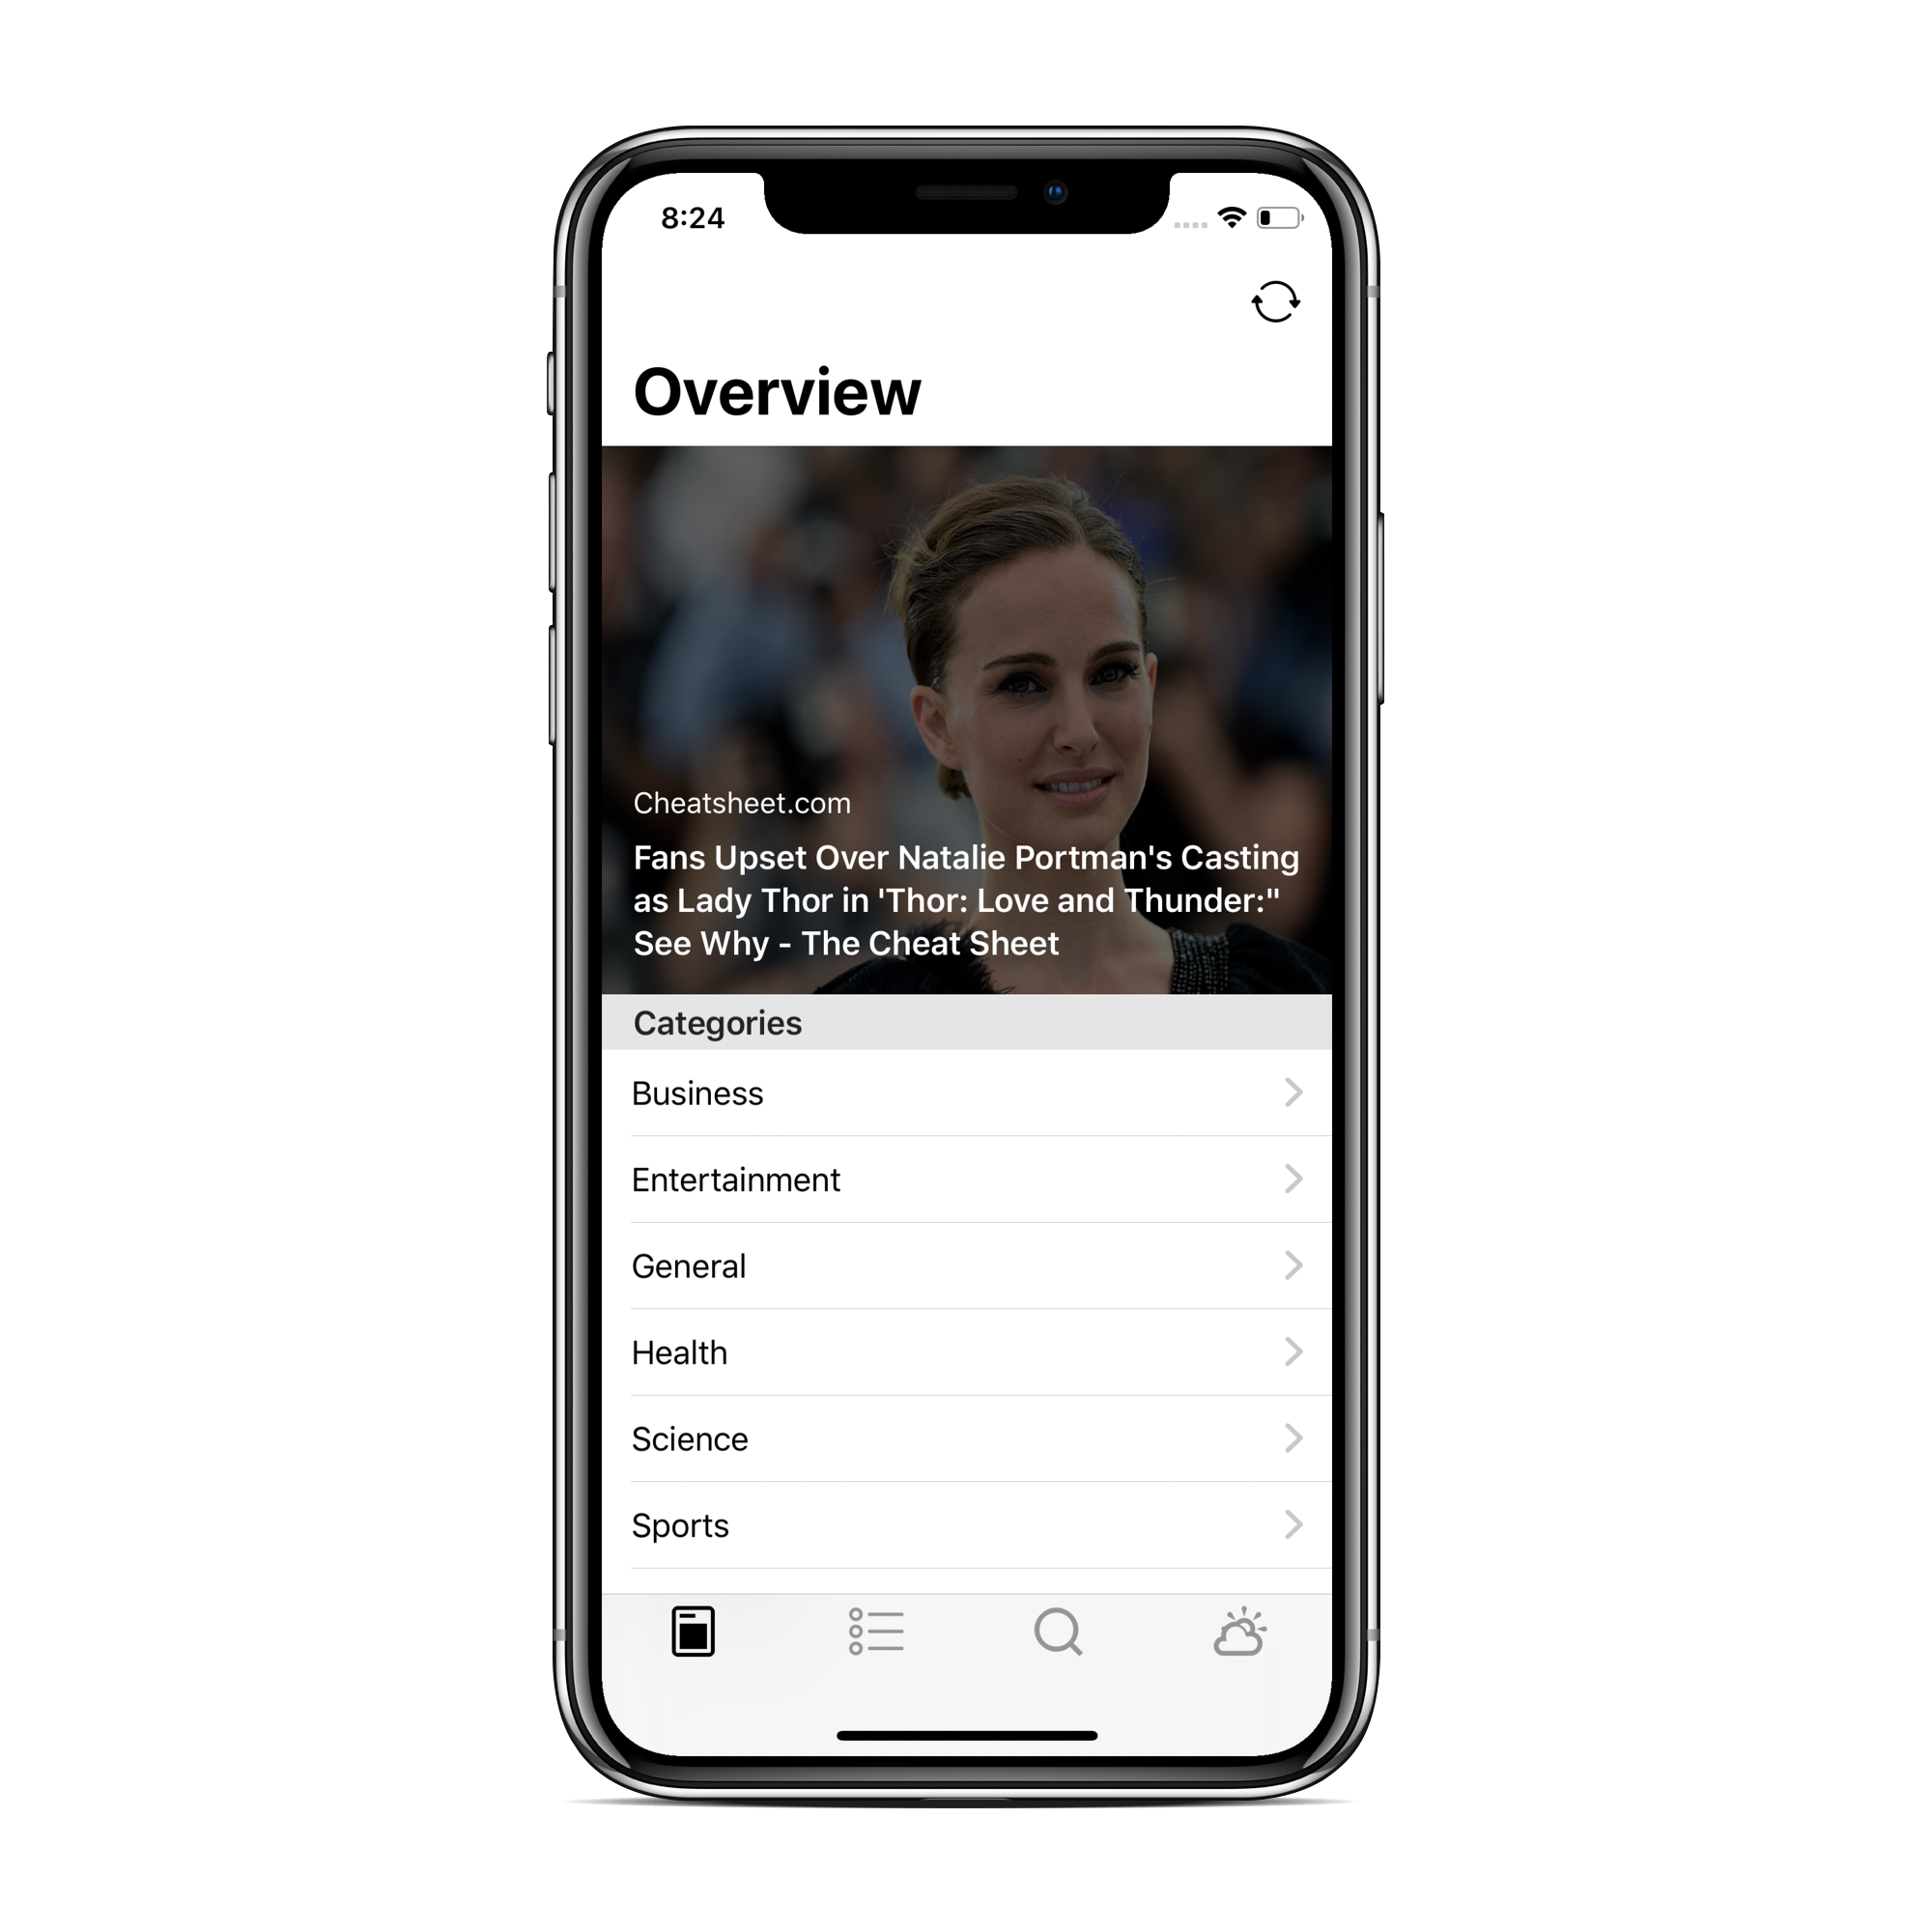 8:24
Overview
Cheatsheet.com
Fans Upset Over Natalie Portman's Casting
as Lady Thor in 'Thor: Love and Thunder:"
See Why - The Cheat Sheet
Categories
Business
Entertainment
General
Health
Science
Sports